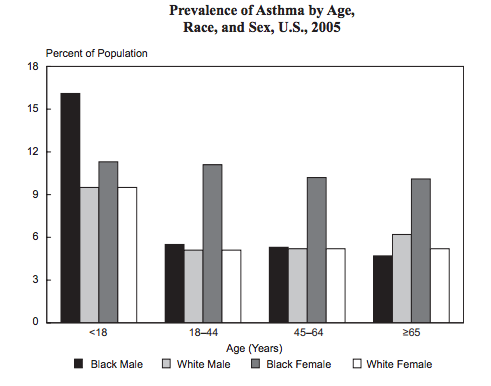 Prevalence of Asthma by Age,
Race, and Sex, U.S., 2005
Percent of Population
18
15
12
9
6
3
0
<18 18–44 45–64 ≥65
Age (Years)
Black Male White Male Black Female White Female